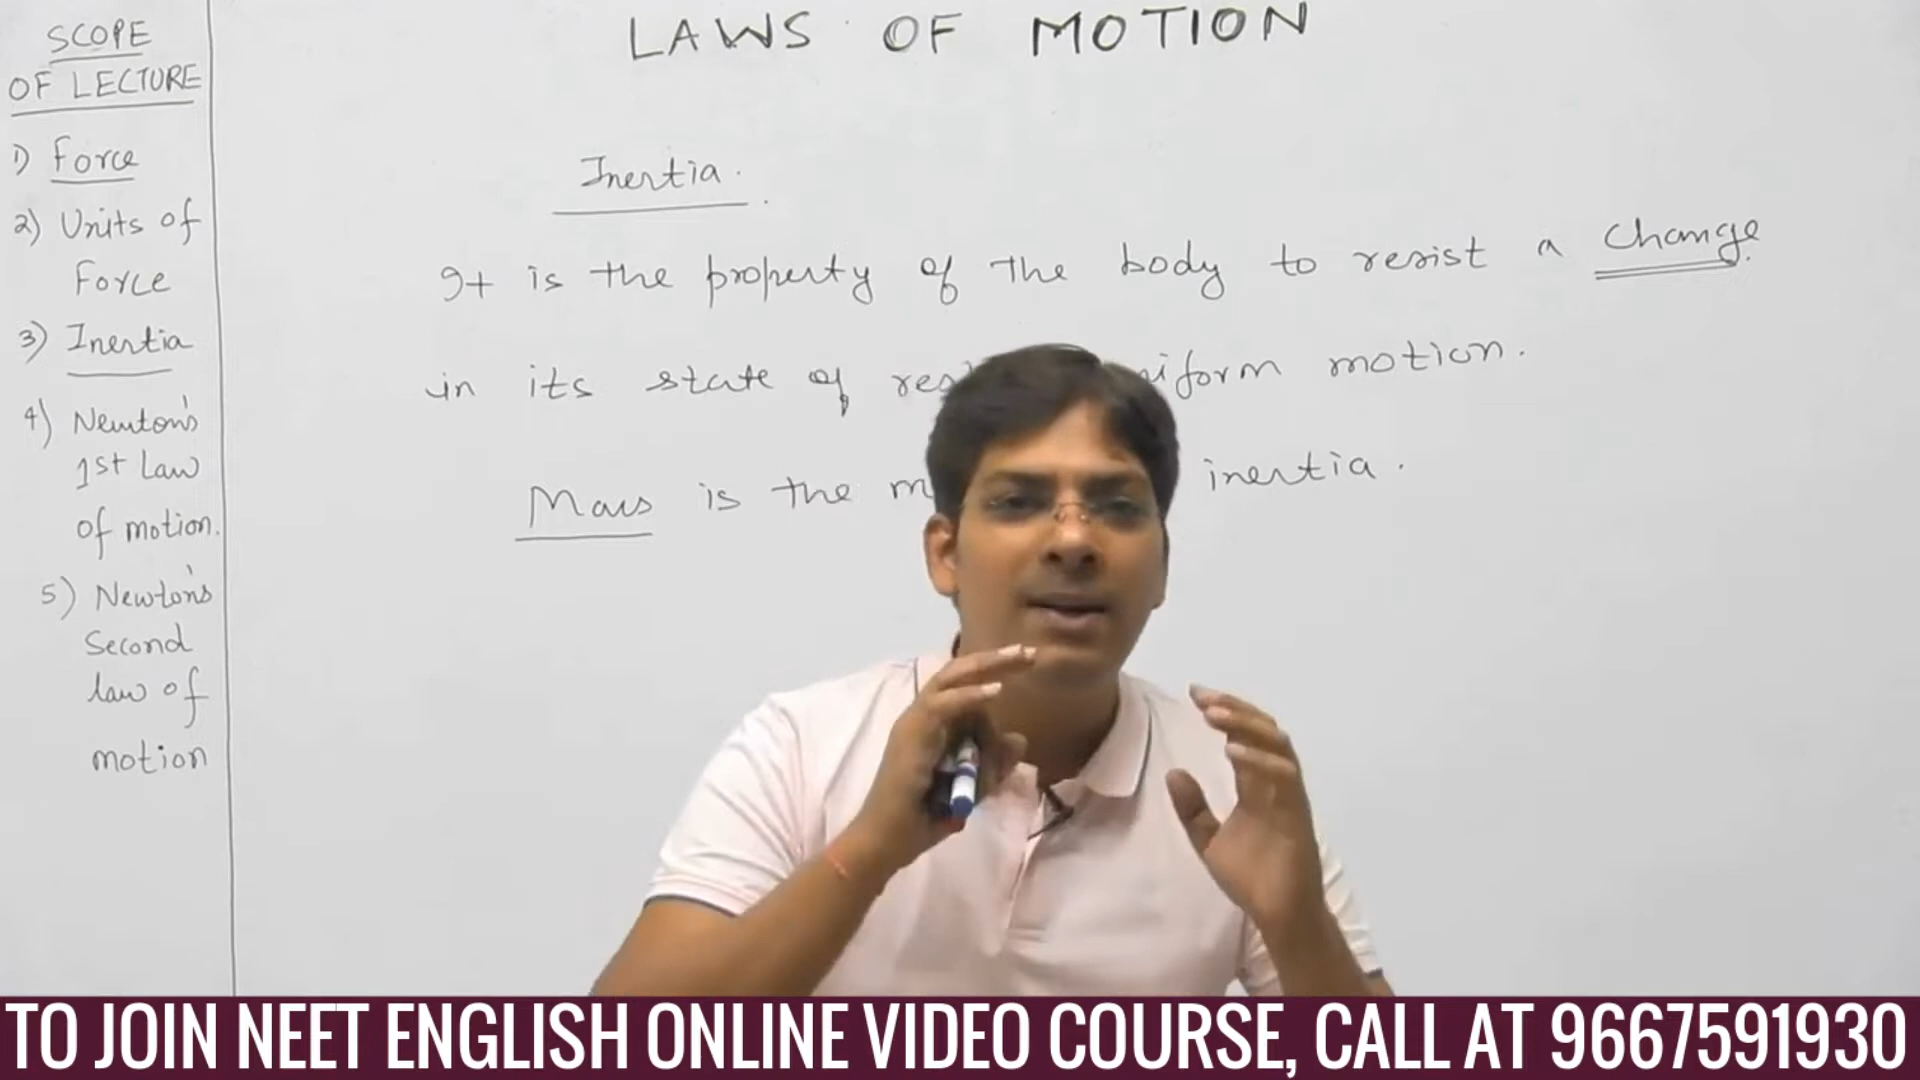 SCOPE
OF LECTURE
1) Force
2) Units of
Force
3) Inertia
4) Newton's
1st Law
of motion.
5) Newton's
Second
law of
motion
LAWS OF MOTION
Inertia.
It is the property of the body to resist a change.
in its state of motion.
Mass is the inertia.
TO JOIN NEET ENGLISH ONLINE VIDEO COURSE, CALL AT 9667591930